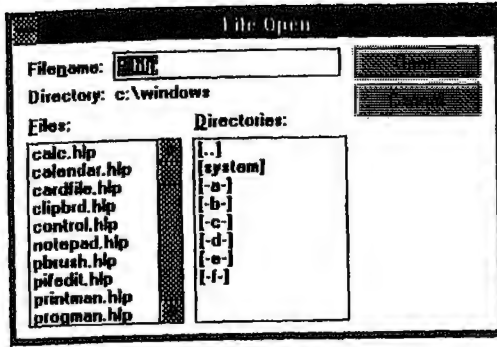 File Open
Filename:
Directory: c:\windows
Files:
calc.hlp
calendar.hlp
cardfile.hlp
clipbrd.hlp
control.hlp
notepad.hlp
pbrush.hlp
pifedit.hlp
printman.hlp
progman.hlp
Directories:
[..]
[system]
[-a-]
[-b-]
[-c-]
[-d-]
[-e-]
[-f-]